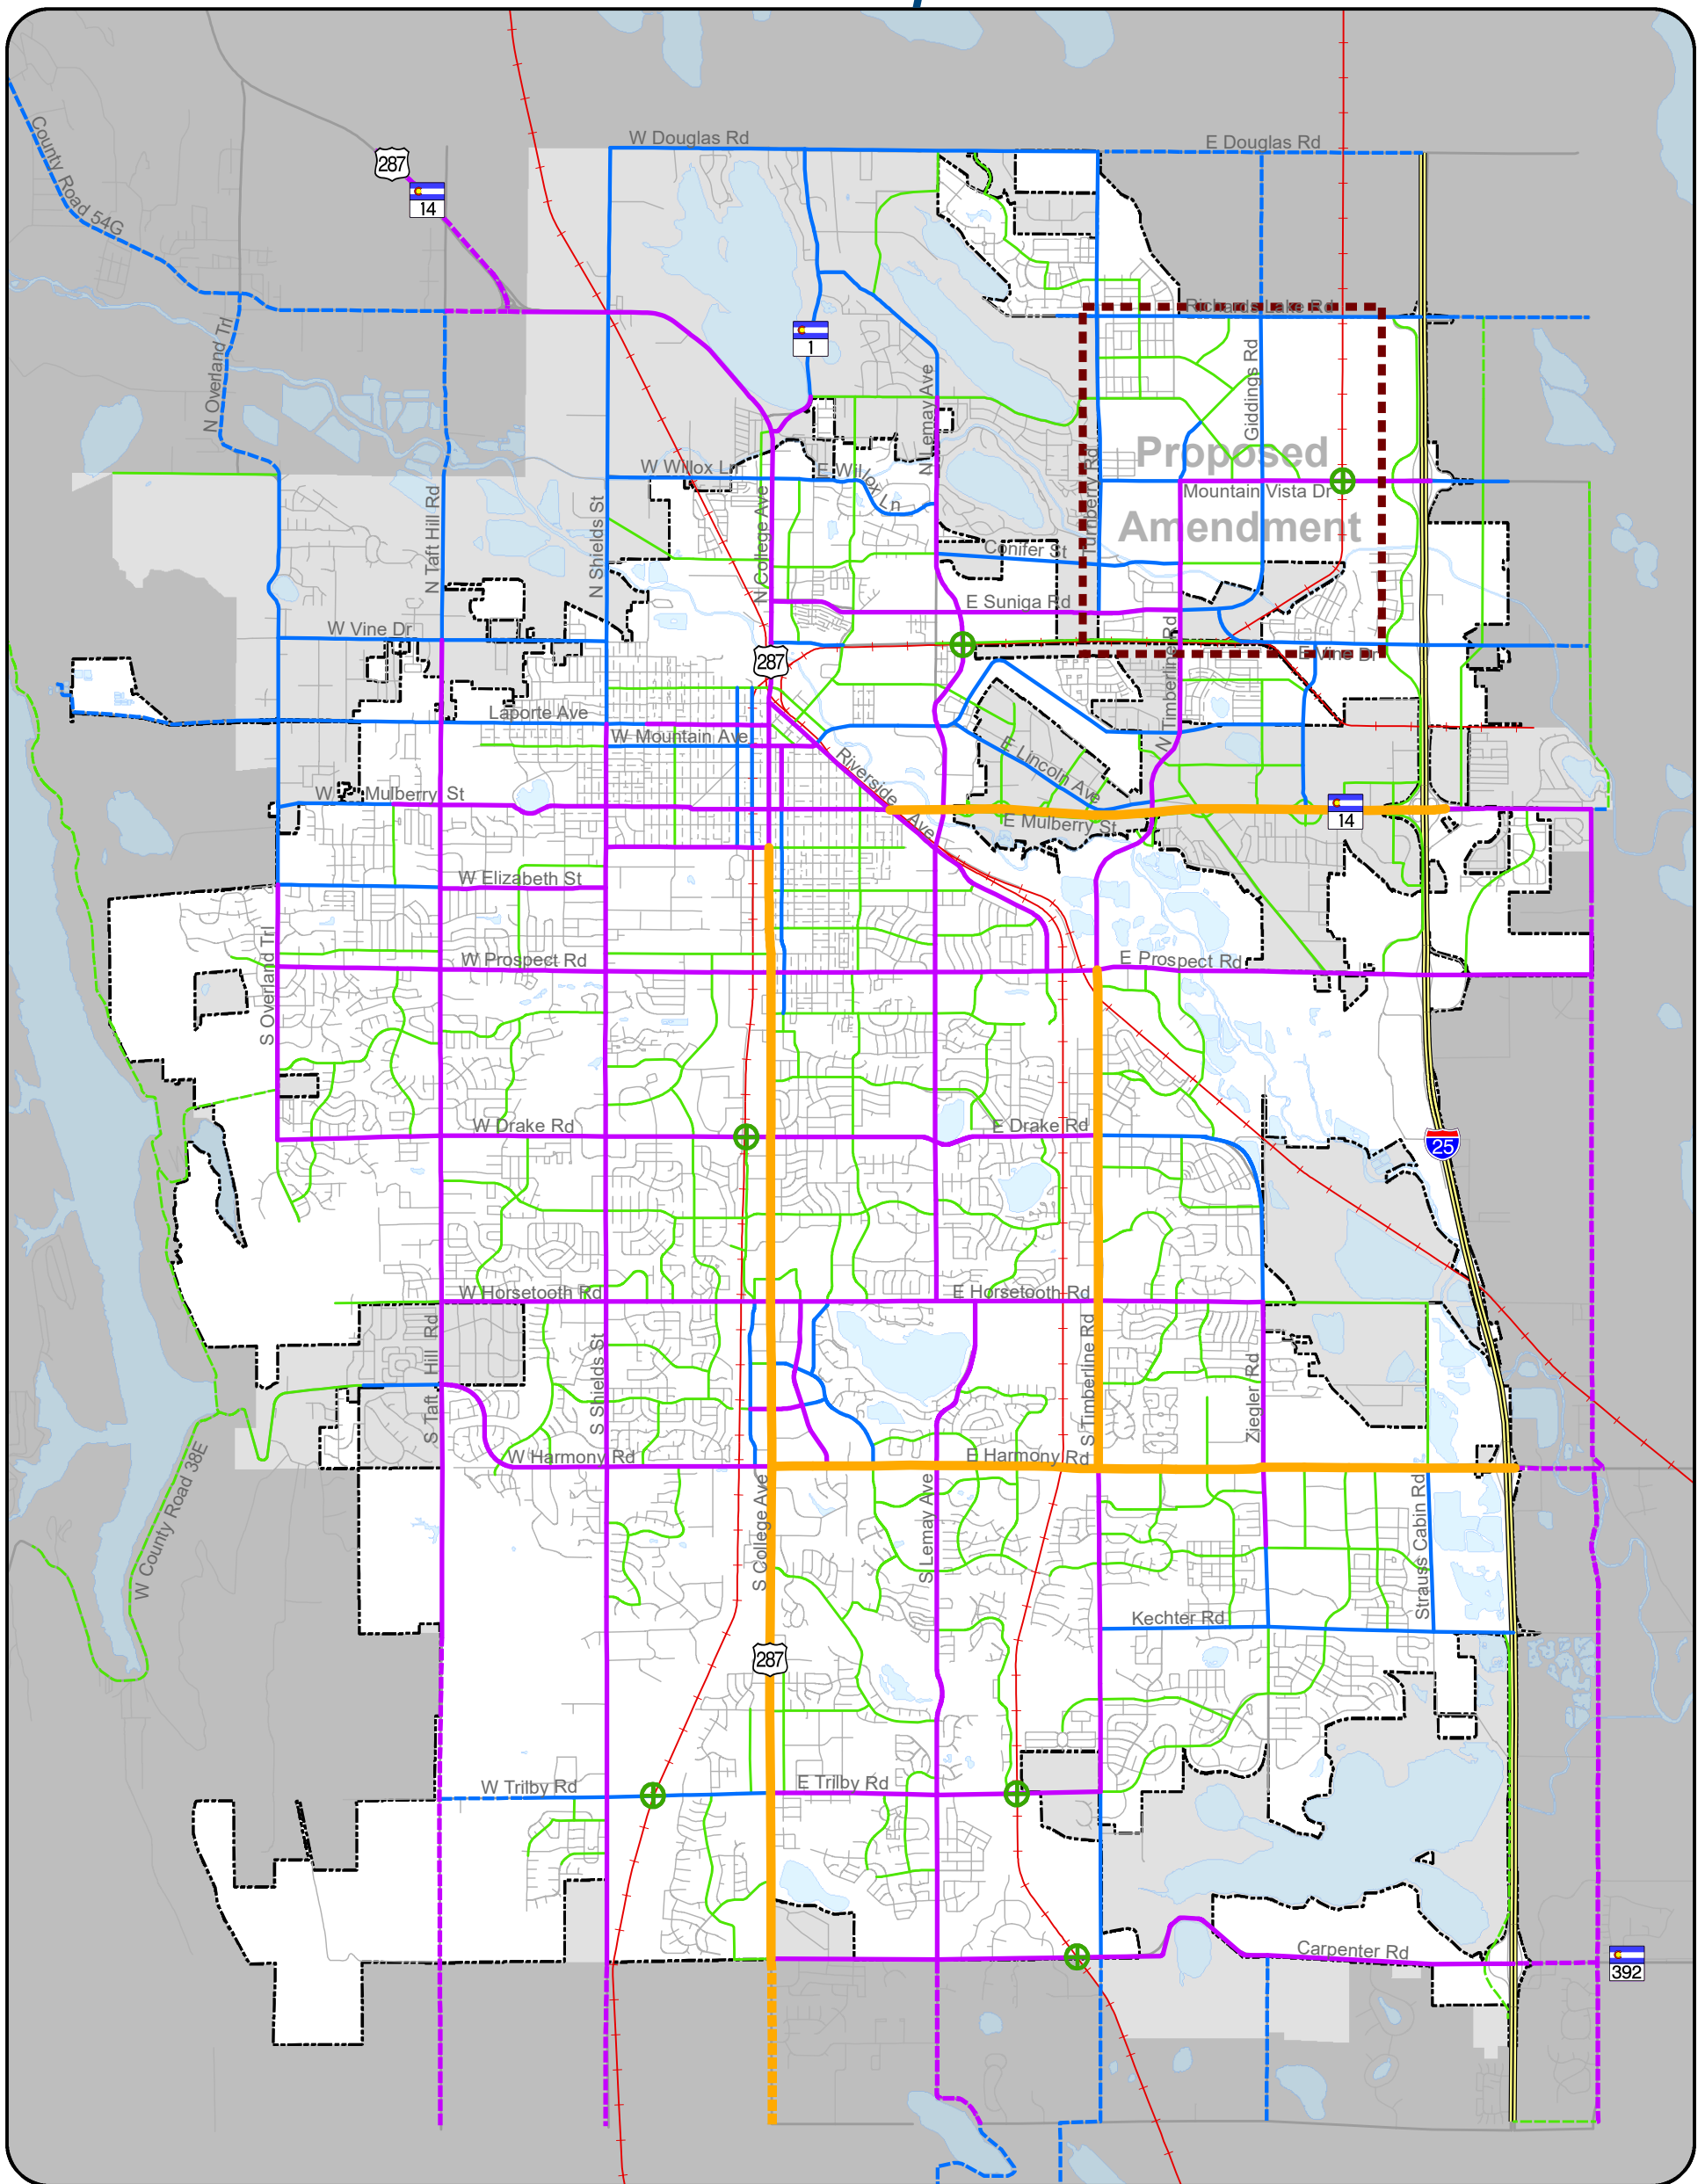 W Douglas Rd
E Douglas Rd
County Road 54G
287
14
Richards Lake Rd
N Overland Trl
1
N Lemay Ave
Giddings Rd
Proposed
Amendment
W Willox Ln
E Willox Ln
Turnberry Rd
Mountain Vista Dr
N Taft Hill Rd
N Shields St
N College Ave
Conifer St
E Suniga Rd
W Vine Dr
287
N Timberline Rd
E Vine Dr
Laporte Ave
W Mountain Ave
Riverside Ave
E Lincoln Ave
W Mulberry St
E Mulberry St
14
W Elizabeth St
S Overland Trl
W Prospect Rd
E Prospect Rd
W Drake Rd
E Drake Rd
25
W Horsetooth Rd
E Horsetooth Rd
S Taft Hill Rd
S Shields St
S Timberline Rd
Ziegler Rd
W Harmony Rd
E Harmony Rd
W County Road 38E
S College Ave
S Lemay Ave
Strauss Cabin Rd
Kechter Rd
287
W Trilby Rd
E Trilby Rd
Carpenter Rd
392